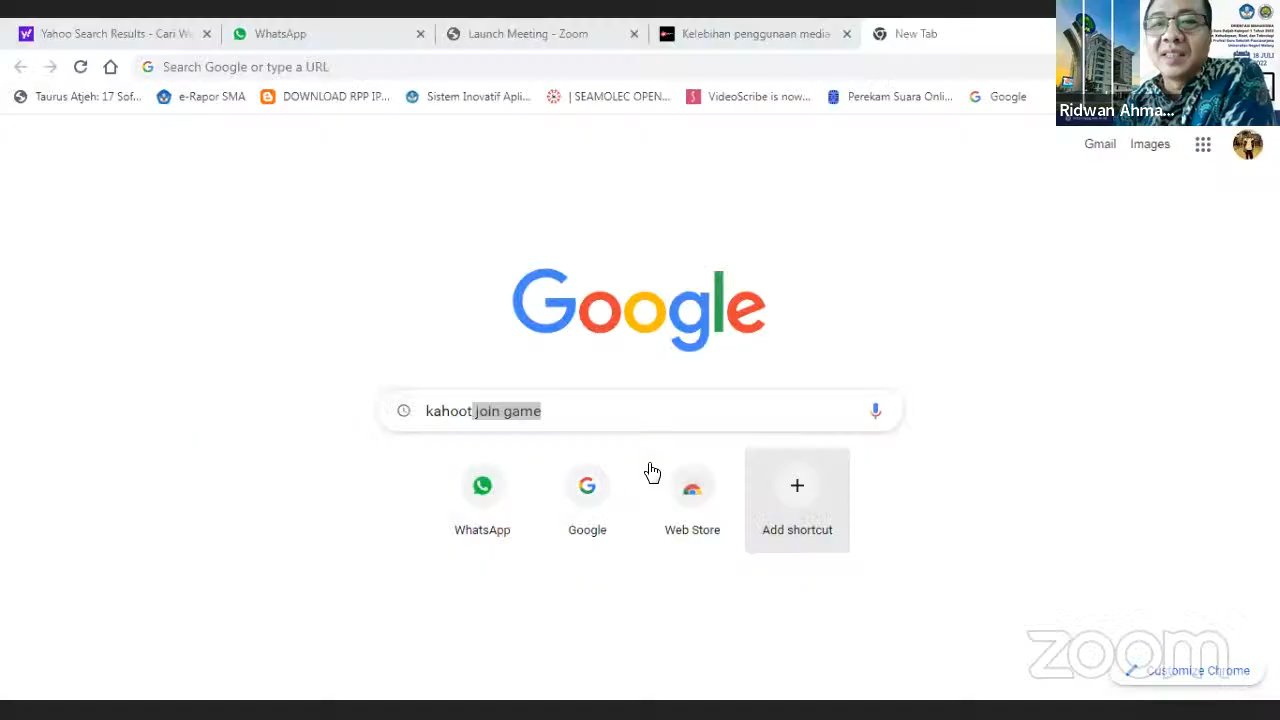 Yahoo Search Results - Cari We
WhatsApp
Launch Meeting - Zoom
Kelebihan penggunaan media
New Tab
Search Google or type a URL
Taurus Atjeh: 17 Sof...
e-Rapor SMA
DOWNLOAD RPP IP...
Sistem Inovatif Apli...
| SEAMOLEC OPEN...
VideoScribe is now...
Perekam Suara Onli...
Google
Ridwan Ahma...
Gmail
Images
Google
kahoot join game
WhatsApp
Google
Web Store
Add shortcut
zoom
Customize Chrome